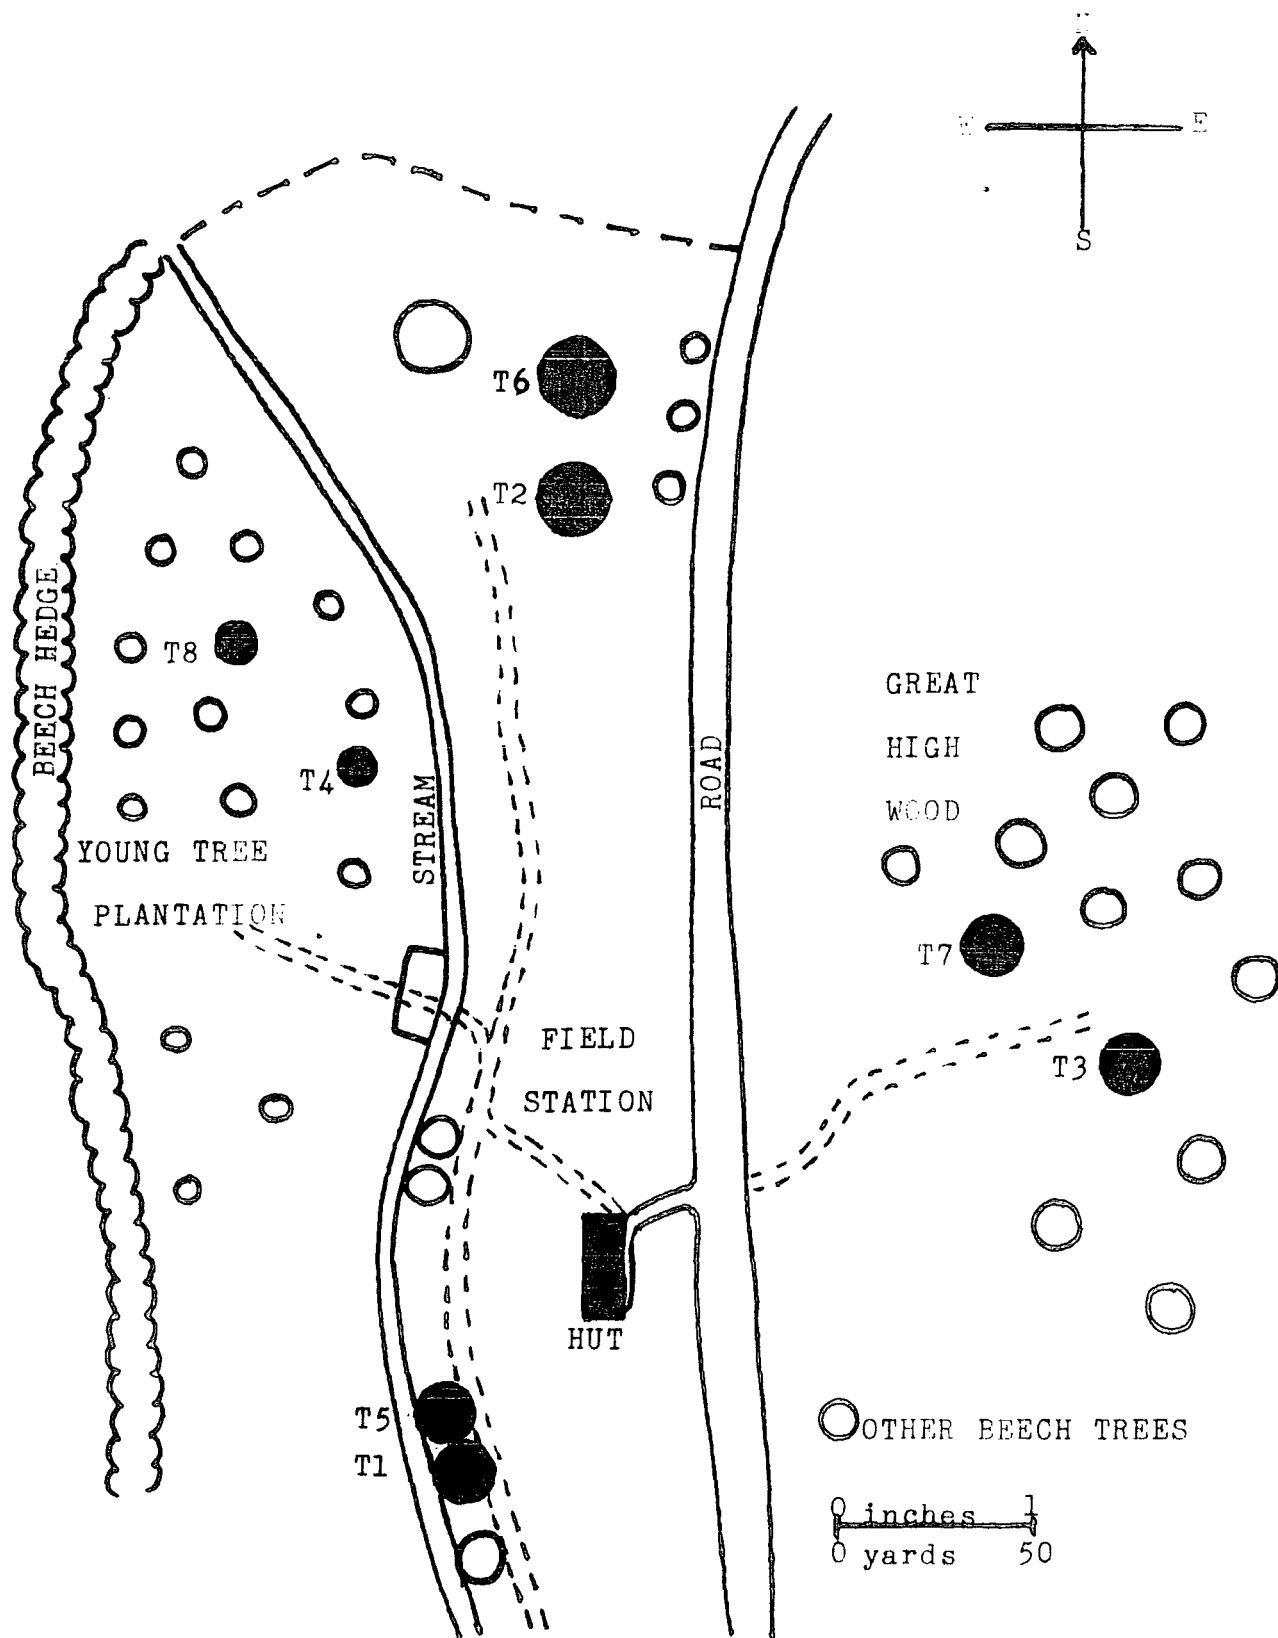 W E
S
T6
T2
BEECH HEDGE
T8
T4
STREAM
ROAD
GREAT
HIGH
WOOD
YOUNG TREE
PLANTATION
T7
FIELD
STATION
T3
HUT
T5
T1
OTHER BEECH TREES
0 inches 1
0 yards 50